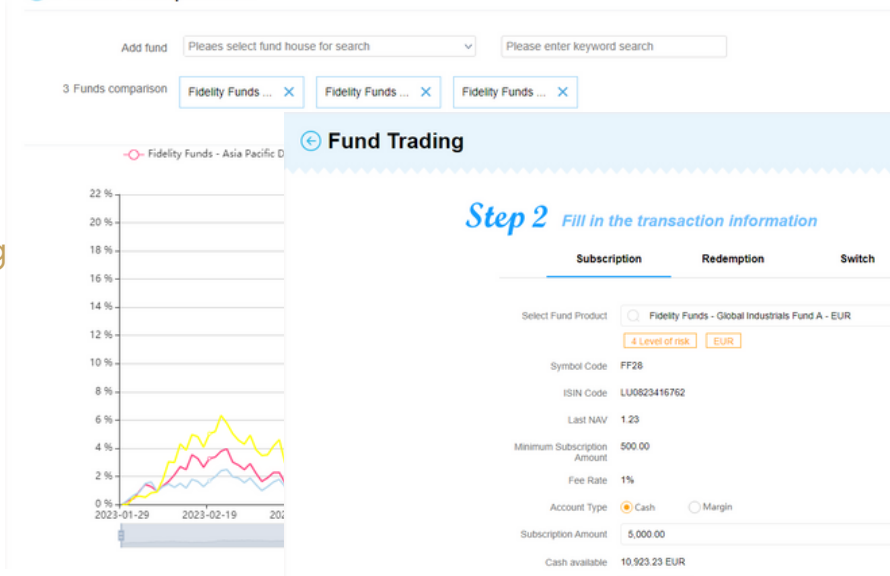 Add fund Pleaes select fund house for search Please enter keyword search
3 Funds comparison Fidelity Funds ... Fidelity Funds ... Fidelity Funds ...
Fund Trading
Fidelity Funds - Asia Pacific D
22 %
20 %
18 %
16 %
14 %
12 %
10 %
8 %
6 %
4 %
2 %
0 %
2023-01-29 2023-02-19 202
g
Step 2 Fill in the transaction information
Subscription Redemption Switch
Select Fund Product Fidelity Funds - Global Industrials Fund A - EUR
4 Level of risk EUR
Symbol Code FF28
ISIN Code LU0823416762
Last NAV 1.23
Minimum Subscription Amount 500.00
Fee Rate 1%
Account Type Cash Margin
Subscription Amount 5,000.00
Cash available 10,923.23 EUR